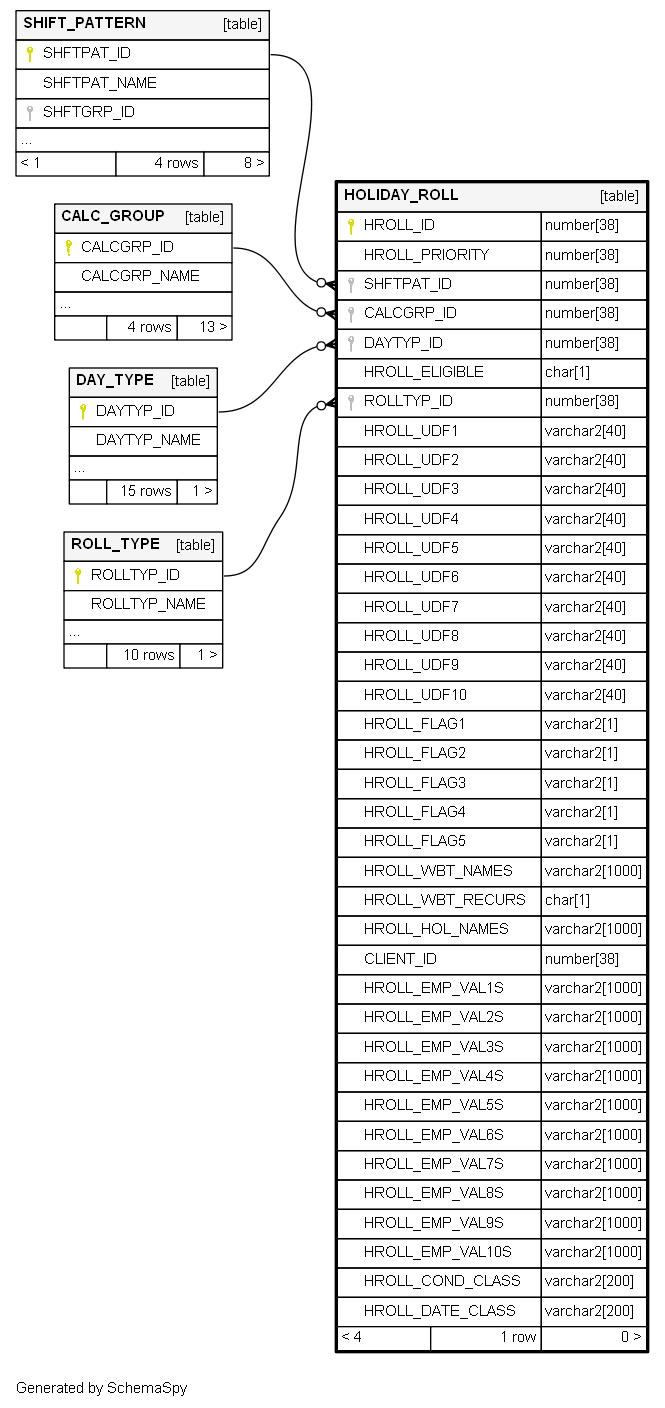 SHIFT_PATTERN [table]
SHFTPAT_ID
SHFTPAT_NAME
SHFTGRP_ID
...
< 1 4 rows 8 >
CALC_GROUP [table]
CALCGRP_ID
CALCGRP_NAME
...
4 rows 13 >
DAY_TYPE [table]
DAYTYP_ID
DAYTYP_NAME
...
15 rows 1 >
ROLL_TYPE [table]
ROLLTYP_ID
ROLLTYP_NAME
...
10 rows 1 >
HOLIDAY_ROLL [table]
HROLL_ID number[38]
HROLL_PRIORITY number[38]
SHFTPAT_ID number[38]
CALCGRP_ID number[38]
DAYTYP_ID number[38]
HROLL_ELIGIBLE char[1]
ROLLTYP_ID number[38]
HROLL_UDF1 varchar2[40]
HROLL_UDF2 varchar2[40]
HROLL_UDF3 varchar2[40]
HROLL_UDF4 varchar2[40]
HROLL_UDF5 varchar2[40]
HROLL_UDF6 varchar2[40]
HROLL_UDF7 varchar2[40]
HROLL_UDF8 varchar2[40]
HROLL_UDF9 varchar2[40]
HROLL_UDF10 varchar2[40]
HROLL_FLAG1 varchar2[1]
HROLL_FLAG2 varchar2[1]
HROLL_FLAG3 varchar2[1]
HROLL_FLAG4 varchar2[1]
HROLL_FLAG5 varchar2[1]
HROLL_WBT_NAMES varchar2[1000]
HROLL_WBT_RECURS char[1]
HROLL_HOL_NAMES varchar2[1000]
CLIENT_ID number[38]
HROLL_EMP_VAL1S varchar2[1000]
HROLL_EMP_VAL2S varchar2[1000]
HROLL_EMP_VAL3S varchar2[1000]
HROLL_EMP_VAL4S varchar2[1000]
HROLL_EMP_VAL5S varchar2[1000]
HROLL_EMP_VAL6S varchar2[1000]
HROLL_EMP_VAL7S varchar2[1000]
HROLL_EMP_VAL8S varchar2[1000]
HROLL_EMP_VAL9S varchar2[1000]
HROLL_EMP_VAL10S varchar2[1000]
HROLL_COND_CLASS varchar2[200]
HROLL_DATE_CLASS varchar2[200]
< 4 1 row 0 >
Generated by SchemaSpy